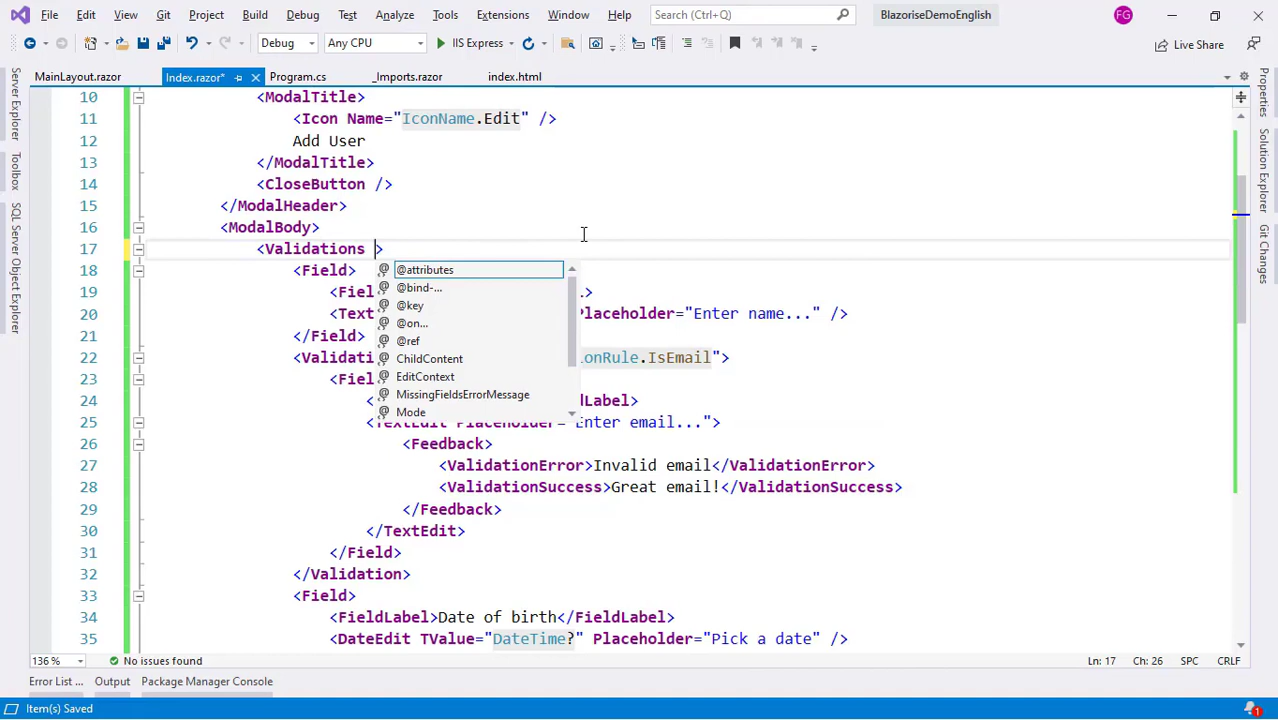 File Edit View Git Project Build Debug Test Analyze Tools Extensions Window Help Search (Ctrl+Q) BlazoriseDemoEnglish FG
Debug Any CPU IIS Express Live Share
MainLayout.razor Index.razor* Program.cs _Imports.razor index.html
Server Explorer
Toolbox
SQL Server Object Explorer
Properties
Solution Explorer
Git Changes
10 <ModalTitle>
11 <Icon Name="IconName.Edit" />
12 Add User
13 </ModalTitle>
14 <CloseButton />
15 </ModalHeader>
16 <ModalBody>
17 <Validations >
18 <Field>
19 <Fiel />
20 <Text Placeholder="Enter name..." />
21 </Field>
22 <Validati onRule.IsEmail">
23 <Field
24 < dLabel>
25 <TextEdit Placeholder="Enter email...">
26 <Feedback>
27 <ValidationError>Invalid email</ValidationError>
28 <ValidationSuccess>Great email!</ValidationSuccess>
29 </Feedback>
30 </TextEdit>
31 </Field>
32 </Validation>
33 <Field>
34 <FieldLabel>Date of birth</FieldLabel>
35 <DateEdit TValue="DateTime?" Placeholder="Pick a date" />
@attributes
@bind-...
@key
@on...
@ref
ChildContent
EditContext
MissingFieldsErrorMessage
Mode
136 % No issues found Ln: 17 Ch: 26 SPC CRLF
Error List ... Output Package Manager Console
Item(s) Saved 1